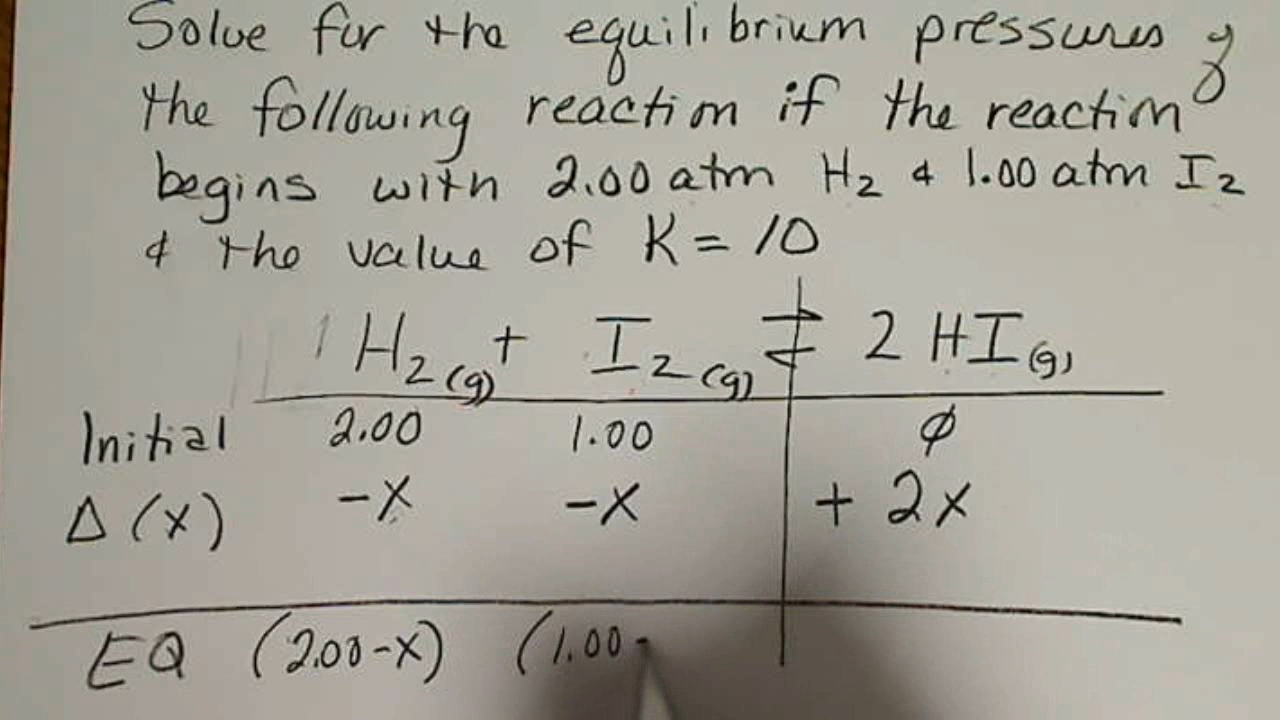 Solve for the equilibrium pressures of
the following reaction if the reaction
begins with 2.00 atm H₂ & 1.00 atm I₂
& the value of K = 10
1 H₂(g) + I₂(g) ⇌ 2 HI(g)
Initial 2.00 1.00 ∅
Δ(x) -x -x + 2x
EQ (2.00-x) (1.00 -